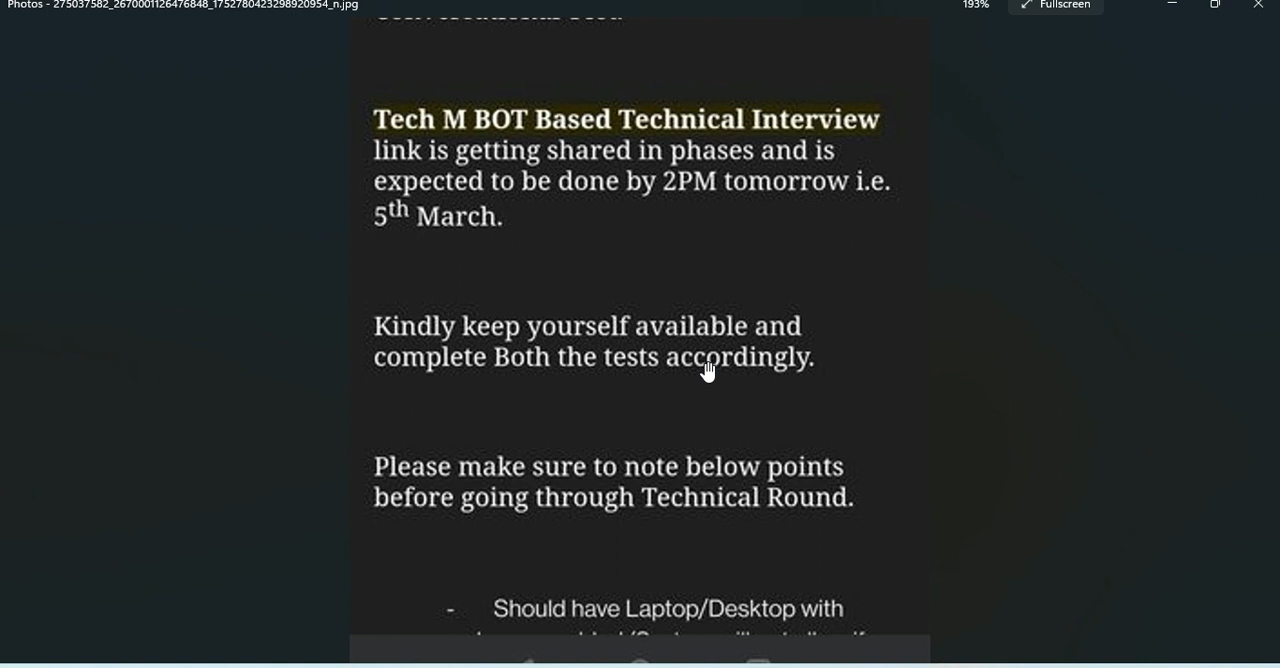 Photos - 275037582_2670001126476848_1752780423298920954_n.jpg
193%
Fullscreen
Tech M BOT Based Technical Interview
link is getting shared in phases and is
expected to be done by 2PM tomorrow i.e.
5th March.
Kindly keep yourself available and
complete Both the tests accordingly.
Please make sure to note below points
before going through Technical Round.
- Should have Laptop/Desktop with